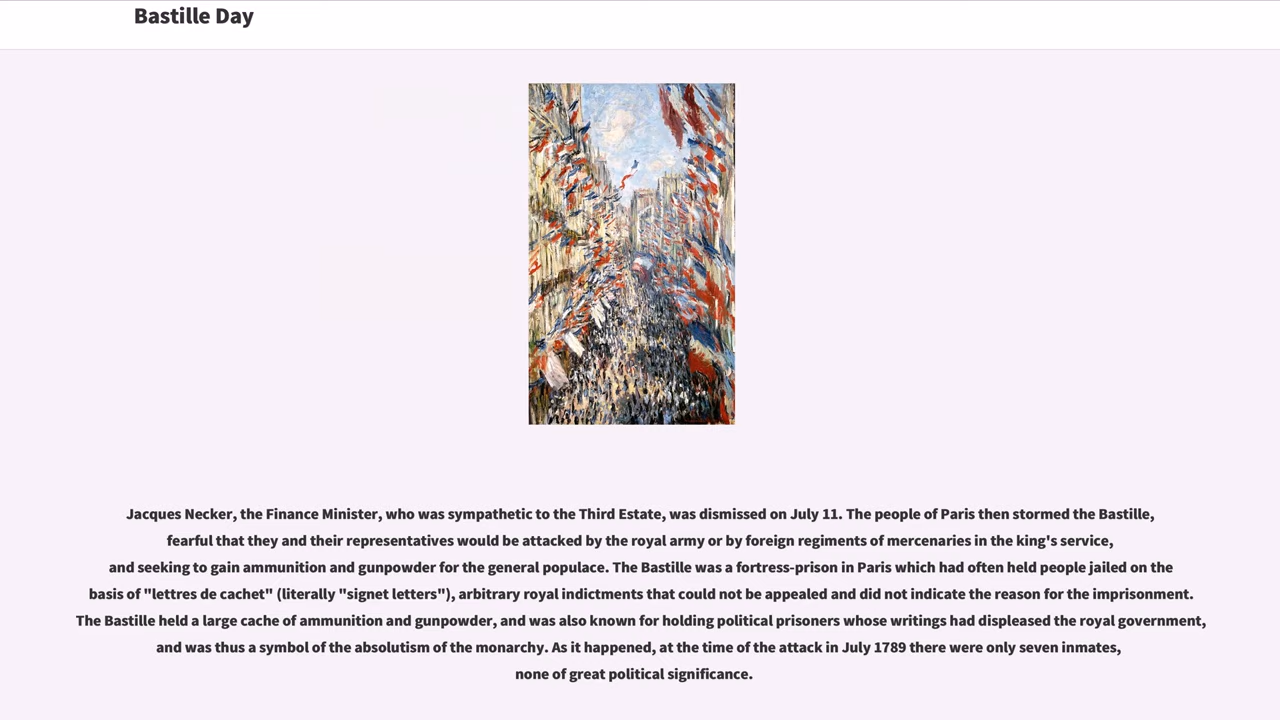 Bastille Day
Jacques Necker, the Finance Minister, who was sympathetic to the Third Estate, was dismissed on July 11. The people of Paris then stormed the Bastille,
fearful that they and their representatives would be attacked by the royal army or by foreign regiments of mercenaries in the king's service,
and seeking to gain ammunition and gunpowder for the general populace. The Bastille was a fortress-prison in Paris which had often held people jailed on the
basis of "lettres de cachet" (literally "signet letters"), arbitrary royal indictments that could not be appealed and did not indicate the reason for the imprisonment.
The Bastille held a large cache of ammunition and gunpowder, and was also known for holding political prisoners whose writings had displeased the royal government,
and was thus a symbol of the absolutism of the monarchy. As it happened, at the time of the attack in July 1789 there were only seven inmates,
none of great political significance.